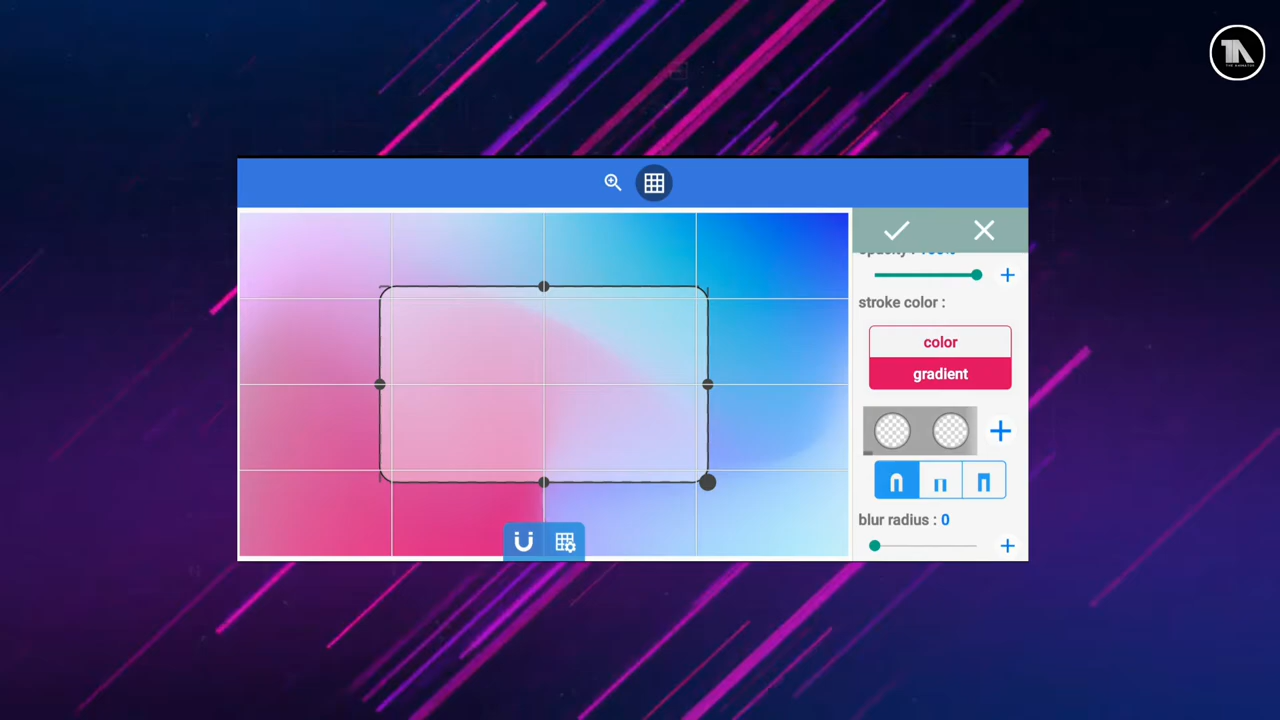 stroke color :
color
gradient
blur radius : 0